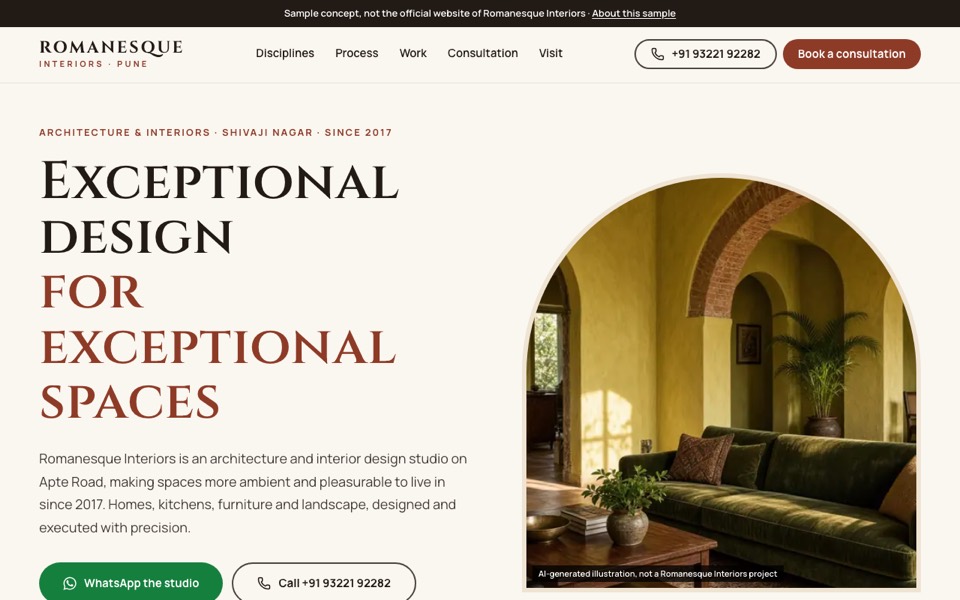 Sample concept, not the official website of Romanesque Interiors · About this sample
ROMANESQUE
INTERIORS · PUNE
Disciplines Process Work Consultation Visit
+91 93221 92282
Book a consultation
ARCHITECTURE & INTERIORS · SHIVAJI NAGAR · SINCE 2017
EXCEPTIONAL
DESIGN
FOR
EXCEPTIONAL
SPACES
Romanesque Interiors is an architecture and interior design studio on
Apte Road, making spaces more ambient and pleasurable to live in
since 2017. Homes, kitchens, furniture and landscape, designed and
executed with precision.
WhatsApp the studio
Call +91 93221 92282
AI-generated illustration, not a Romanesque Interiors project